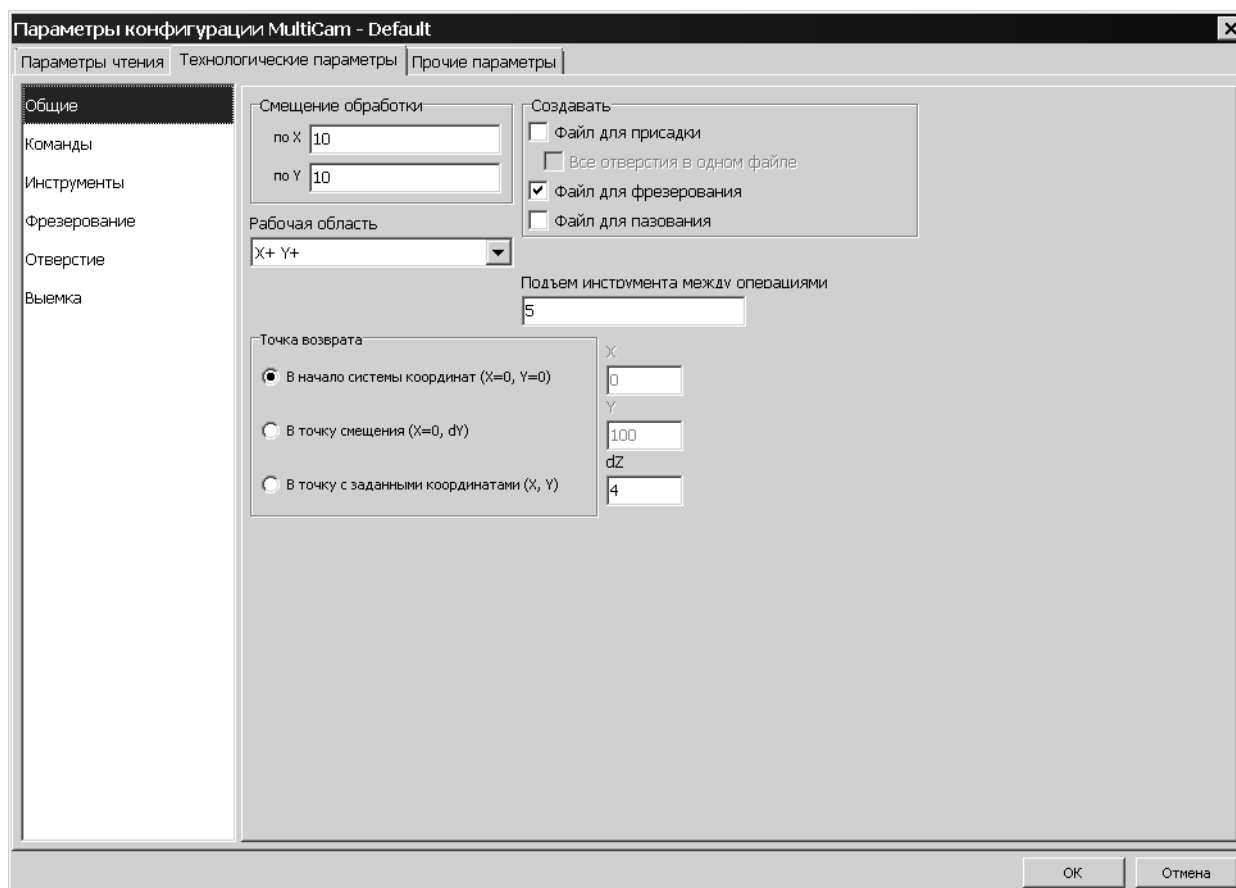 Параметры конфигурации MultiCam - Default
Параметры чтения
Технологические параметры
Прочие параметры
Общие
Команды
Инструменты
Фрезерование
Отверстие
Выемка
Смещение обработки
по X 10
по Y 10
Рабочая область
X+ Y+
Создавать
Файл для присадки
Все отверстия в одном файле
Файл для фрезерования
Файл для пазования
Подъем инструмента между операциями
5
Точка возврата
В начало системы координат (X=0, Y=0)
В точку смещения (X=0, dY)
В точку с заданными координатами (X, Y)
X
0
Y
100
dZ
4
OK
Отмена